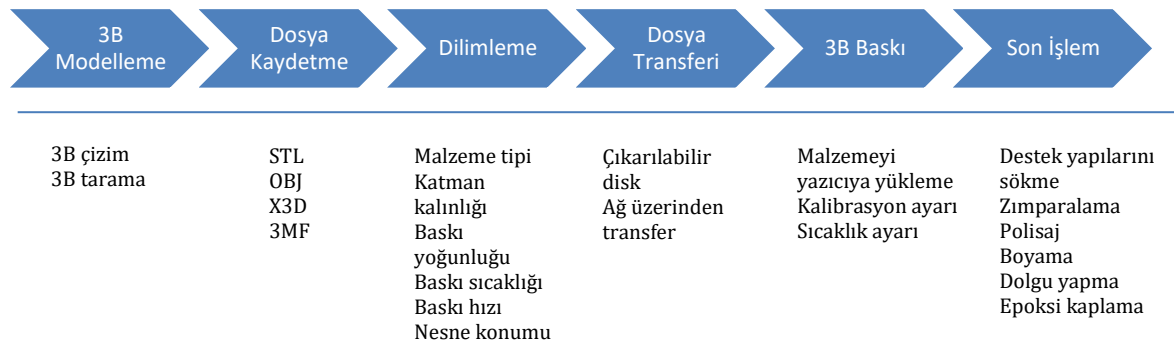 3B
Modelleme
Dosya
Kaydetme
Dilimleme
Dosya
Transferi
3B Baskı
Son İşlem
3B çizim
3B tarama
STL
OBJ
X3D
3MF
Malzeme tipi
Katman
kalınlığı
Baskı
yoğunluğu
Baskı sıcaklığı
Baskı hızı
Nesne konumu
Çıkarılabilir
disk
Ağ üzerinden
transfer
Malzemeyi
yazıcıya yükleme
Kalibrasyon ayarı
Sıcaklık ayarı
Destek yapılarını
sökme
Zımparalama
Polisaj
Boyama
Dolgu yapma
Epoksi kaplama